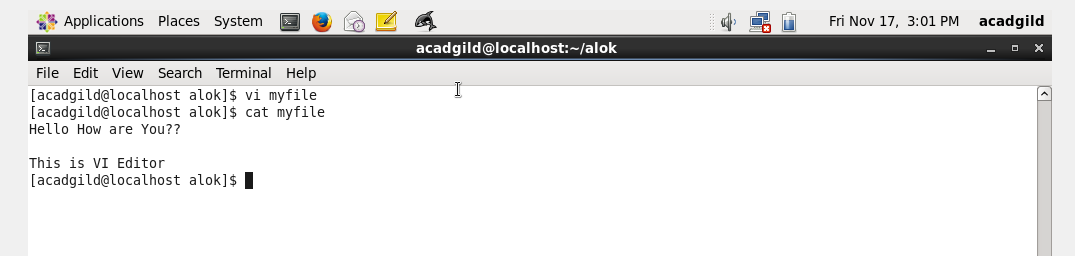 Applications Places System Fri Nov 17, 3:01 PM acadgild
acadgild@localhost:~/alok
File Edit View Search Terminal Help
[acadgild@localhost alok]$ vi myfile
[acadgild@localhost alok]$ cat myfile
Hello How are You??
This is VI Editor
[acadgild@localhost alok]$